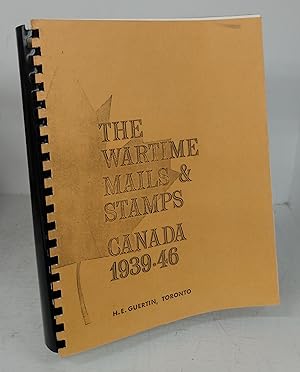 THE
WARTIME
MAILS &
STAMPS
CANADA
1939-46
H.E. GUERTIN, TORONTO